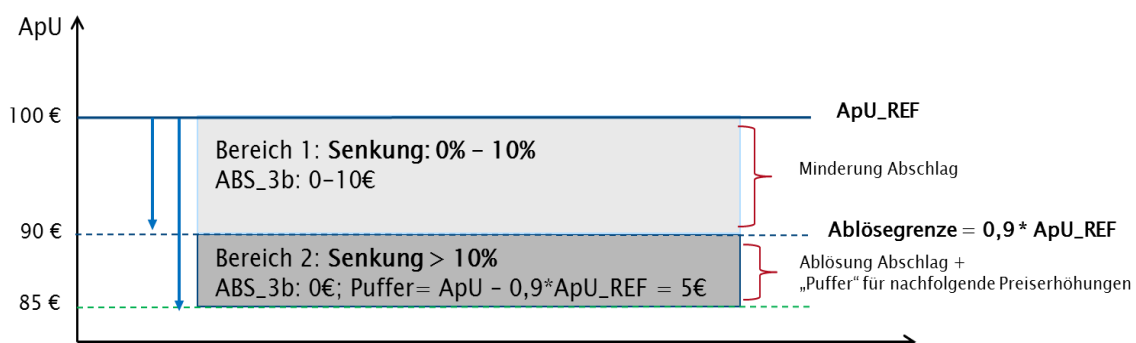 ApU
100 €
ApU_REF
Bereich 1: Senkung: 0% – 10%
ABS_3b: 0–10€
Minderung Abschlag
90 €
Ablösegrenze = 0,9 * ApU_REF
Bereich 2: Senkung > 10%
ABS_3b: 0€; Puffer= ApU – 0,9*ApU_REF = 5€
Ablösung Abschlag +
„Puffer“ für nachfolgende Preiserhöhungen
85 €